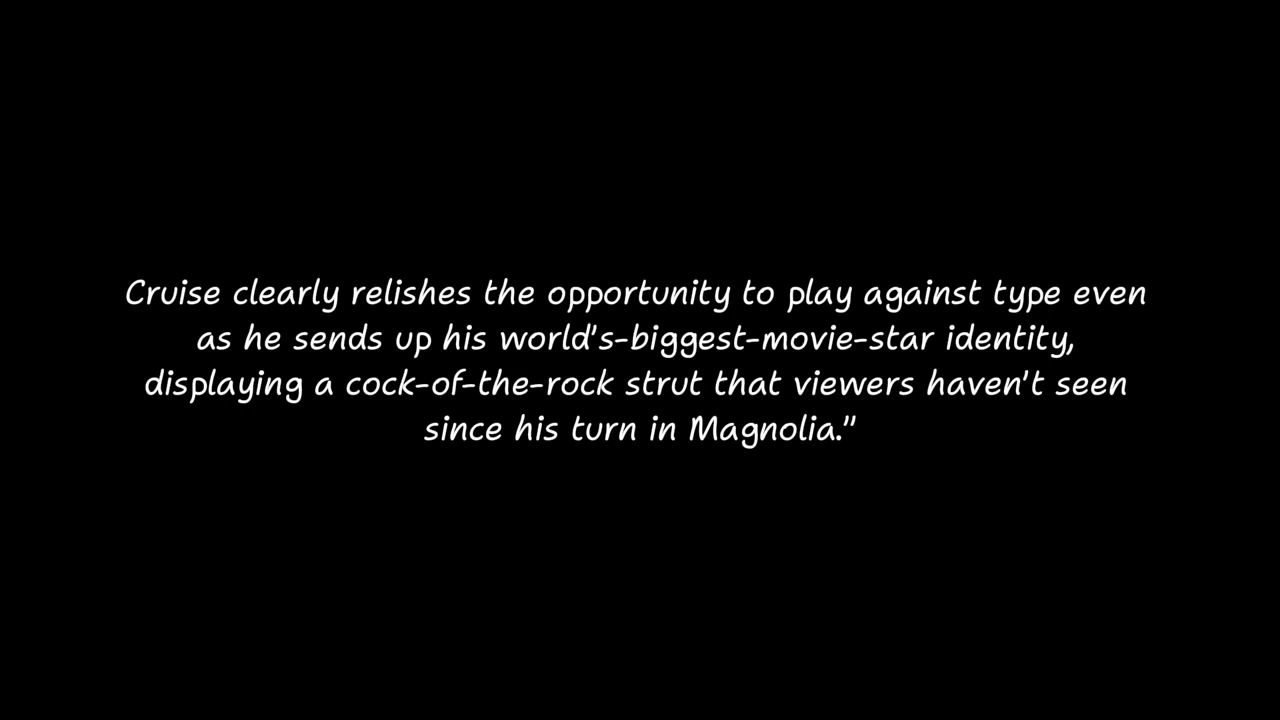 Cruise clearly relishes the opportunity to play against type even
as he sends up his world's-biggest-movie-star identity,
displaying a cock-of-the-rock strut that viewers haven't seen
since his turn in Magnolia."